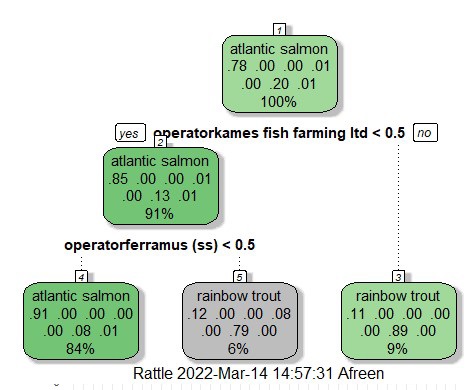 1
atlantic salmon
.78 .00 .00 .01
.00 .20 .01
100%
yes operatorkames fish farming ltd < 0.5 no
2
atlantic salmon
.85 .00 .00 .01
.00 .13 .01
91%
operatorferramus (ss) < 0.5
4
atlantic salmon
.91 .00 .00 .00
.00 .08 .01
84%
5
rainbow trout
.12 .00 .00 .08
.00 .79 .00
6%
3
rainbow trout
.11 .00 .00 .00
.00 .89 .00
9%
Rattle 2022-Mar-14 14:57:31 Afreen